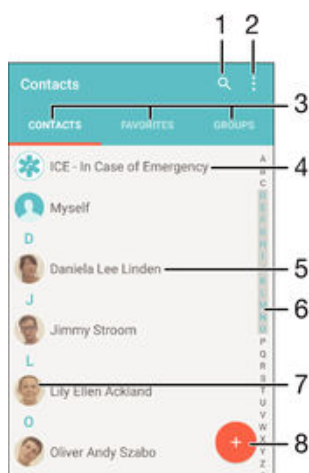 1 2
Contacts
3
CONTACTS FAVORITES GROUPS
ICE - In Case of Emergency
4
Myself
D
Daniela Lee Linden
5
J
Jimmy Stroom
6
L
Lily Ellen Ackland
7
O
Oliver Andy Szabo
8
A
B
C
D
E
F
G
H
I
J
K
L
M
N
O
P
Q
R
S
T
U
V
W
X
Y
Z